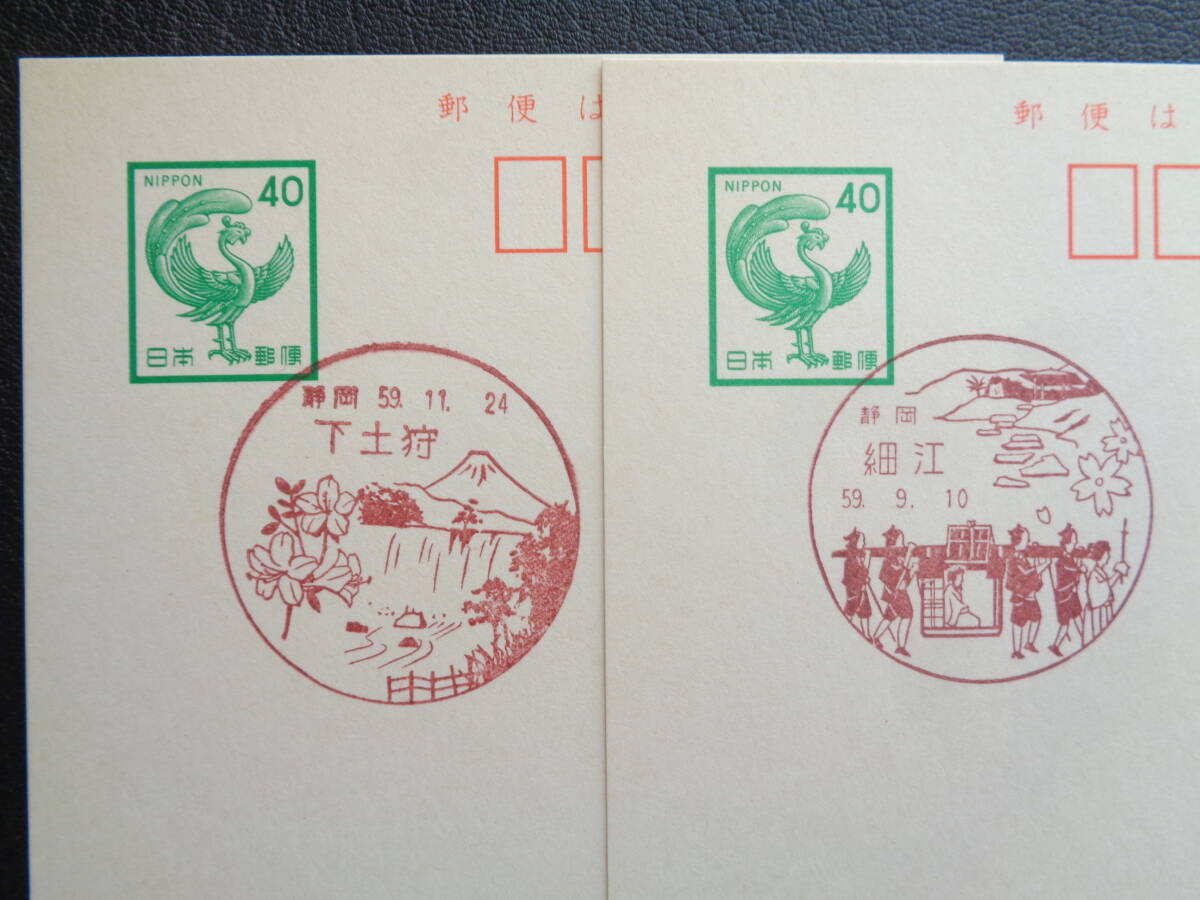 郵便は
NIPPON 40
日本郵便
静岡 59. 11. 24
下土狩
郵便は
NIPPON 40
日本郵便
静岡
細江
59. 9. 10